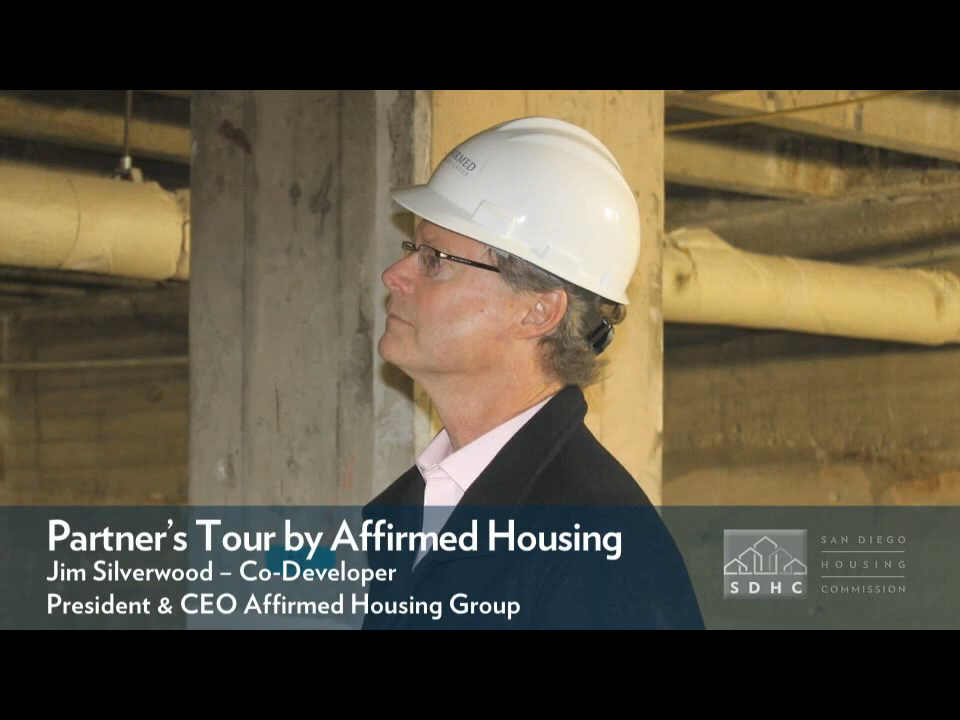 Partner's Tour by Affirmed Housing
Jim Silverwood – Co-Developer
President & CEO Affirmed Housing Group
SDHC
SAN DIEGO
HOUSING
COMMISSION